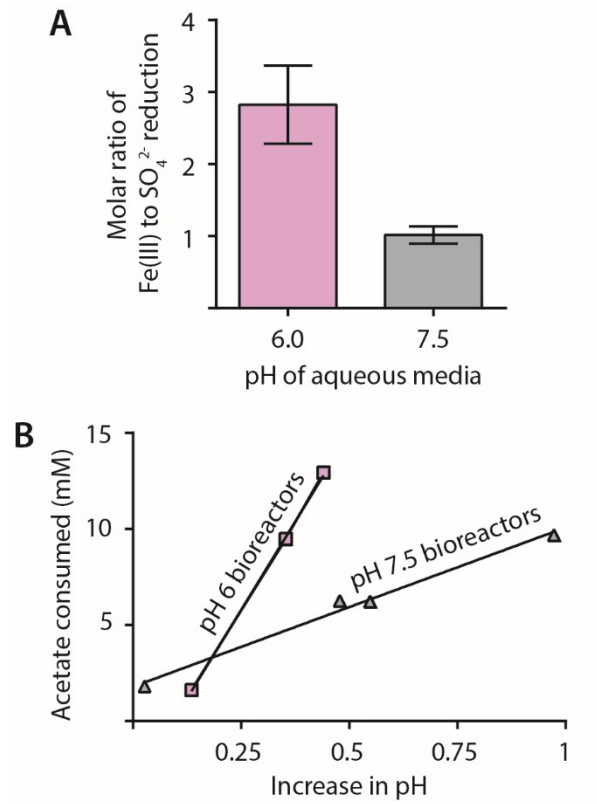 A
Molar ratio of
Fe(III) to SO₄²⁻ reduction
4
3
2
1
6.0
7.5
pH of aqueous media
B
Acetate consumed (mM)
15
10
5
pH 6 bioreactors
pH 7.5 bioreactors
0.25
0.5
0.75
1
Increase in pH